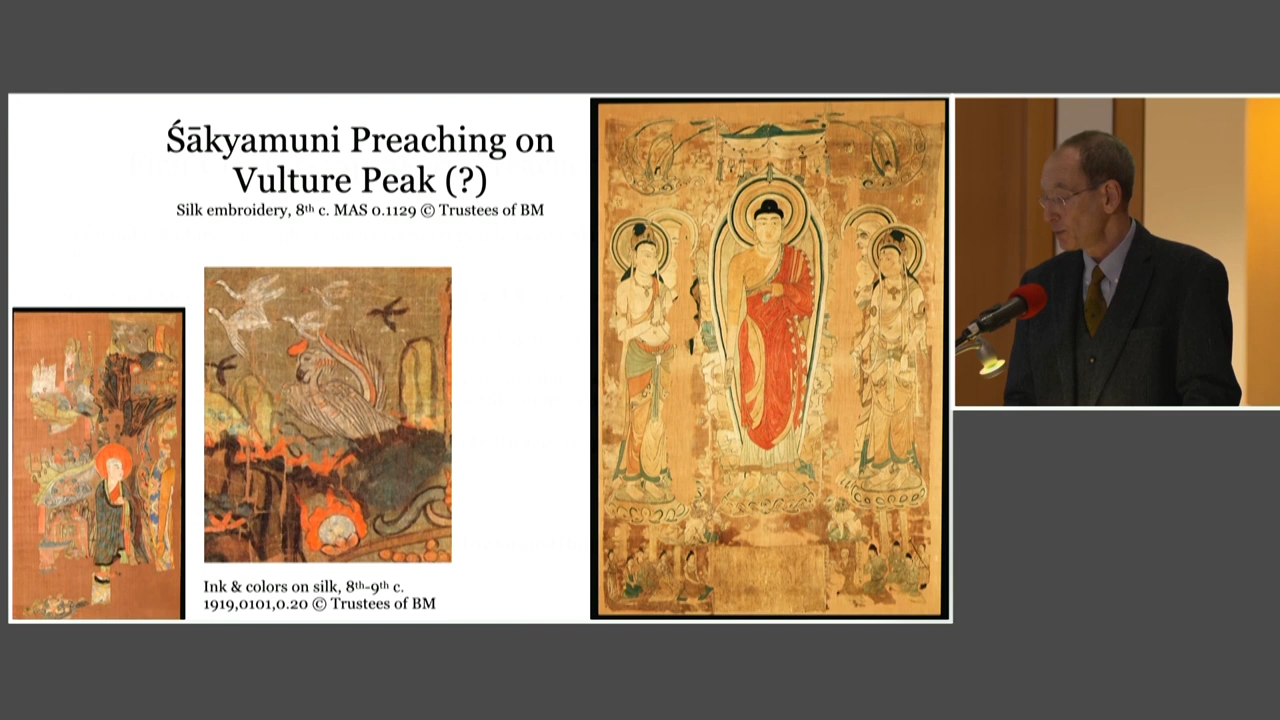 Śākyamuni Preaching on
Vulture Peak (?)
Silk embroidery, 8th c. MAS 0.1129 © Trustees of BM
Ink & colors on silk, 8th-9th c.
1919,0101,0.20 © Trustees of BM